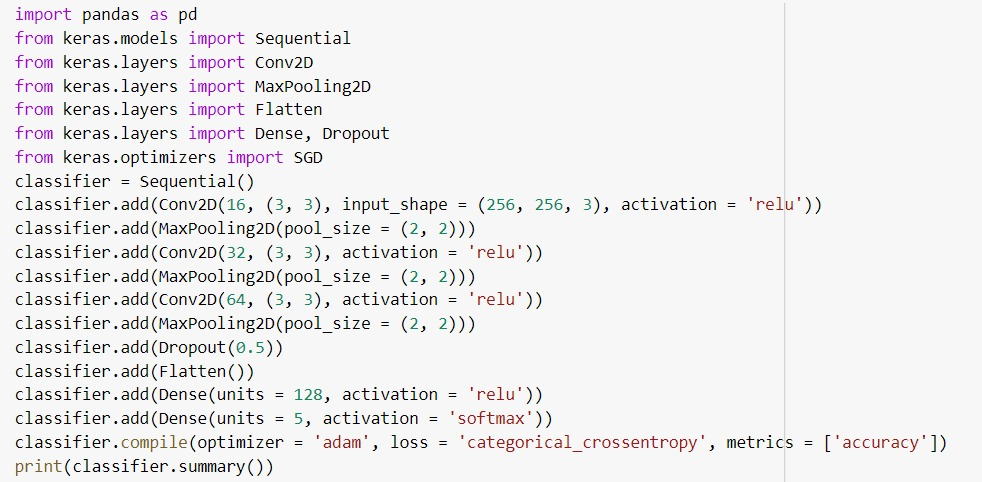 import pandas as pd
from keras.models import Sequential
from keras.layers import Conv2D
from keras.layers import MaxPooling2D
from keras.layers import Flatten
from keras.layers import Dense, Dropout
from keras.optimizers import SGD
classifier = Sequential()
classifier.add(Conv2D(16, (3, 3), input_shape = (256, 256, 3), activation = 'relu'))
classifier.add(MaxPooling2D(pool_size = (2, 2)))
classifier.add(Conv2D(32, (3, 3), activation = 'relu'))
classifier.add(MaxPooling2D(pool_size = (2, 2)))
classifier.add(Conv2D(64, (3, 3), activation = 'relu'))
classifier.add(MaxPooling2D(pool_size = (2, 2)))
classifier.add(Dropout(0.5))
classifier.add(Flatten())
classifier.add(Dense(units = 128, activation = 'relu'))
classifier.add(Dense(units = 5, activation = 'softmax'))
classifier.compile(optimizer = 'adam', loss = 'categorical_crossentropy', metrics = ['accuracy'])
print(classifier.summary())